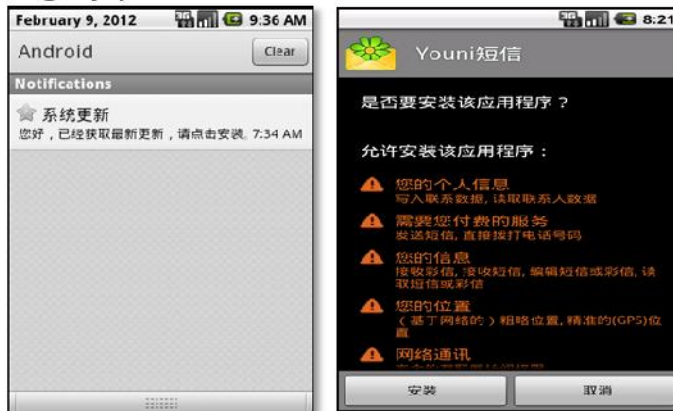 February 9, 2012
9:36 AM
Android
Clear
Notifications
系统更新
您好，已经获取最新更新，请点击安装. 7:34 AM
8:21
Youni短信
是否要安装该应用程序？
允许安装该应用程序：
您的个人信息
写入联系数据, 读取联系人数据
需要您付费的服务
发送短信, 直接拨打电话号码
您的信息
接收彩信, 接收短信, 编辑短信或彩信, 读
取短信或彩信
您的位置
（基于网络的）粗略位置, 精准的(GPS)位
置
网络通讯
安装
取消